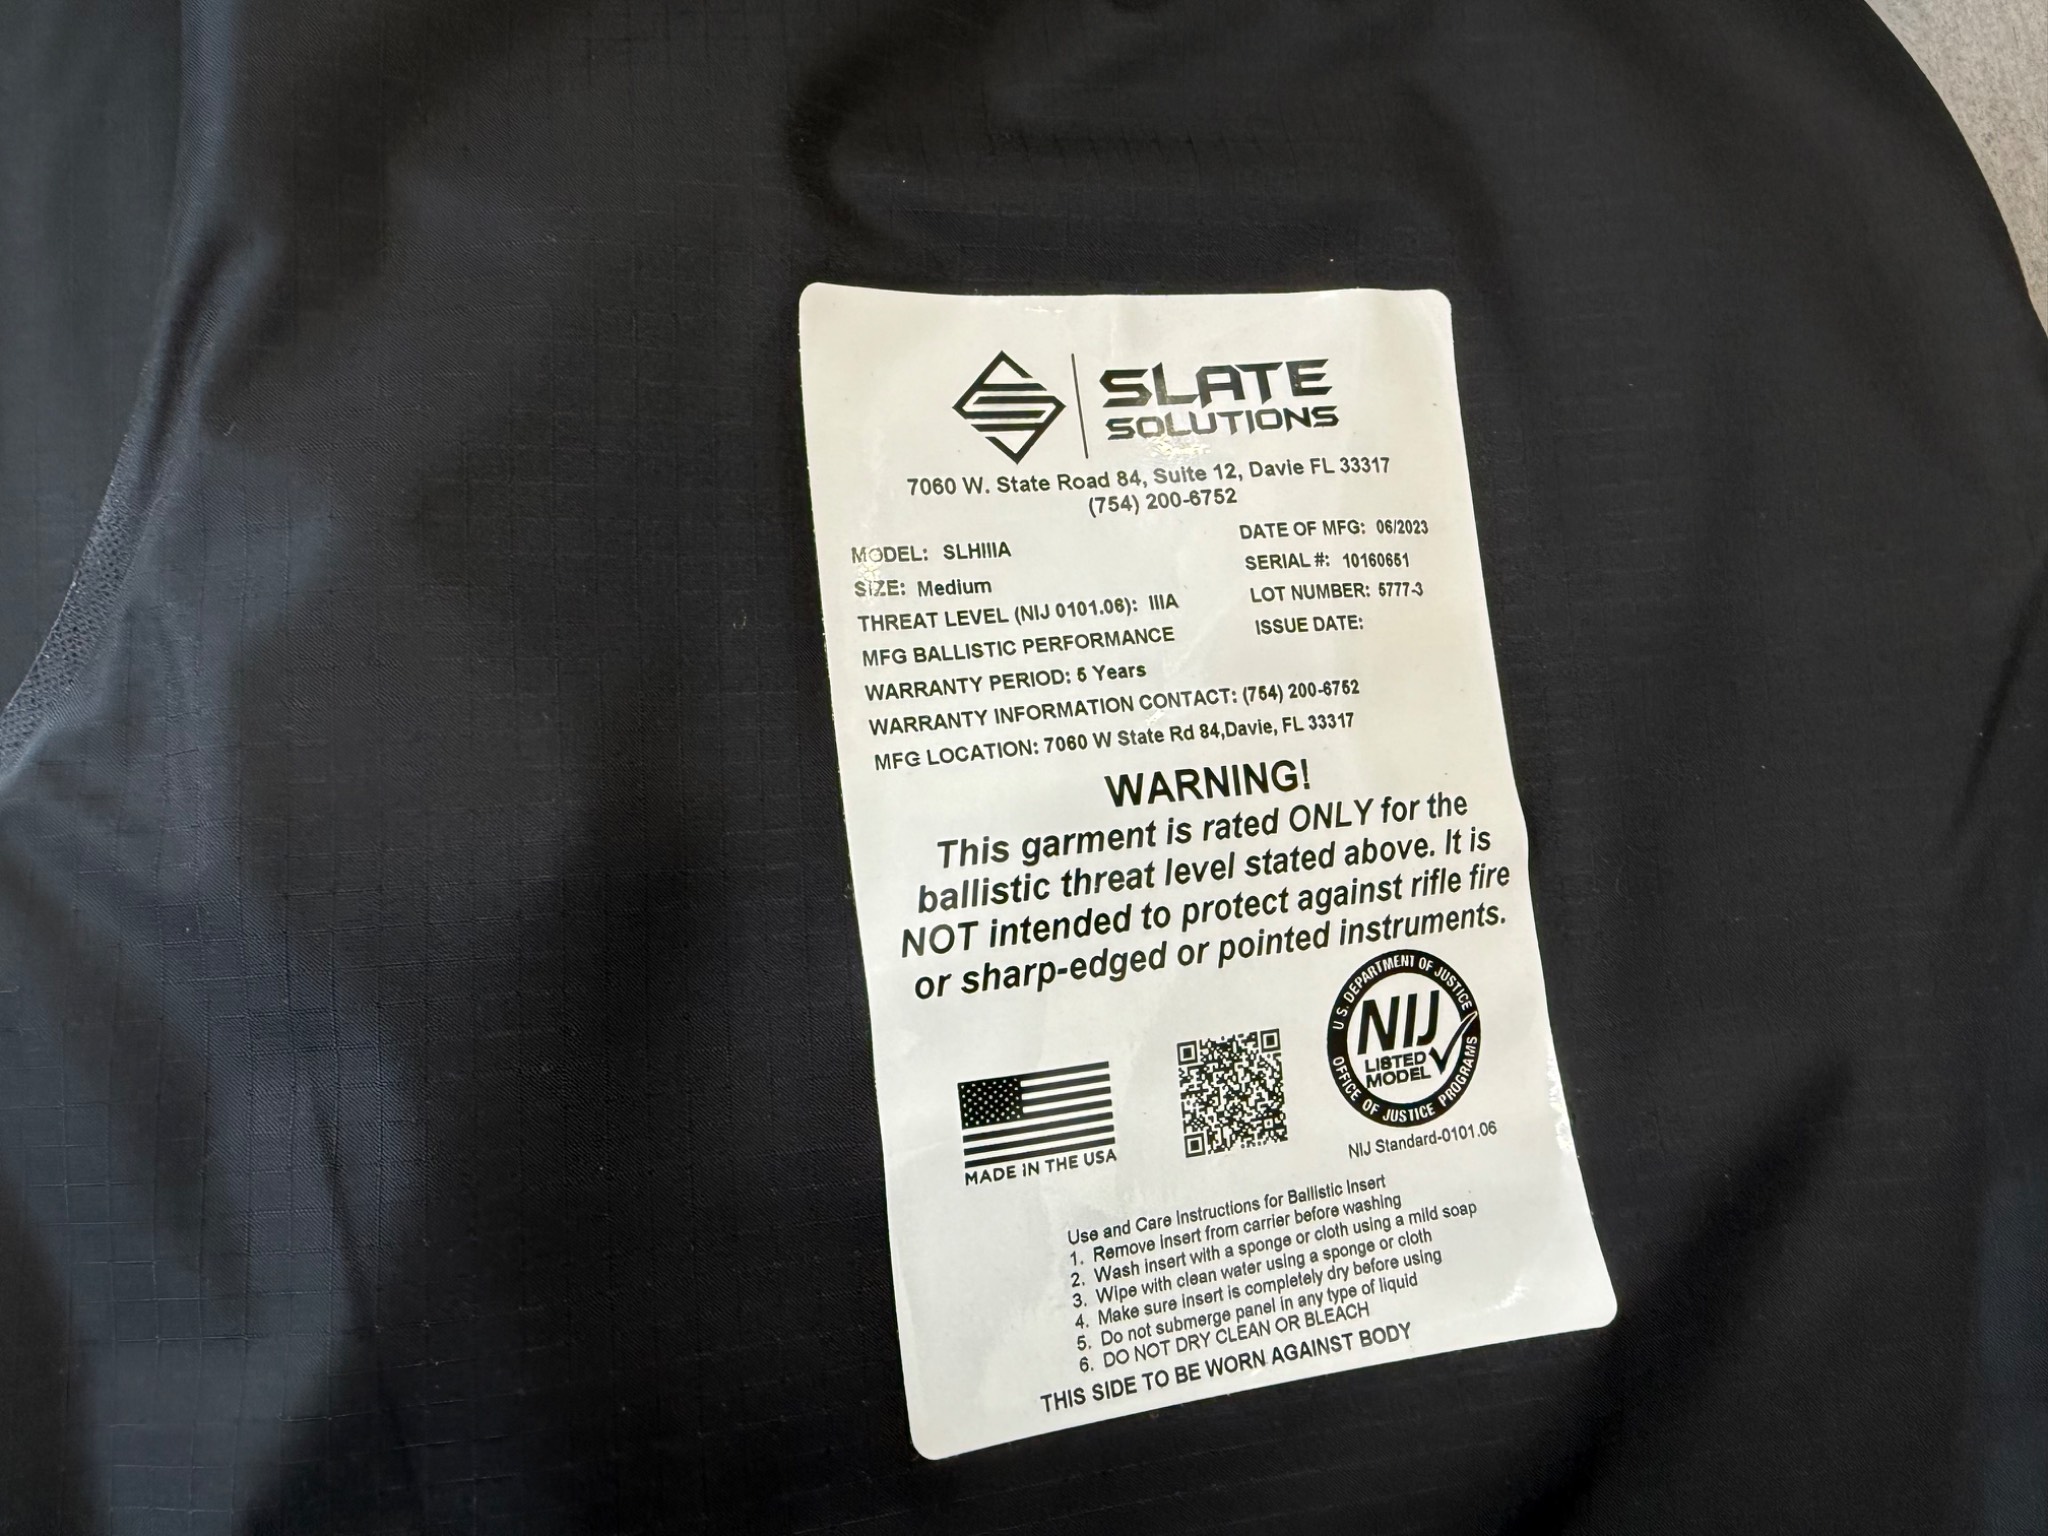 SLATE
SOLUTIONS
7060 W. State Road 84, Suite 12, Davie FL 33317
(754) 200-6752
MODEL: SLHIIIA
SIZE: Medium
THREAT LEVEL (NIJ 0101.06): IIIA
MFG BALLISTIC PERFORMANCE
WARRANTY PERIOD: 5 Years
DATE OF MFG: 06/2023
SERIAL #: 10160651
LOT NUMBER: 5777-3
ISSUE DATE:
WARRANTY INFORMATION CONTACT: (754) 200-6752
MFG LOCATION: 7060 W State Rd 84,Davie, FL 33317
WARNING!
This garment is rated ONLY for the
ballistic threat level stated above. It is
NOT intended to protect against rifle fire
or sharp-edged or pointed instruments.
MADE IN THE USA
U.S. DEPARTMENT OF JUSTICE
NIJ
LISTED
MODEL
OFFICE OF JUSTICE PROGRAMS
NIJ Standard-0101.06
Use and Care Instructions for Ballistic Insert
1. Remove insert from carrier before washing
2. Wash insert with a sponge or cloth using a mild soap
3. Wipe with clean water using a sponge or cloth
4. Make sure insert is completely dry before using
5. Do not submerge panel in any type of liquid
6. DO NOT DRY CLEAN OR BLEACH
THIS SIDE TO BE WORN AGAINST BODY